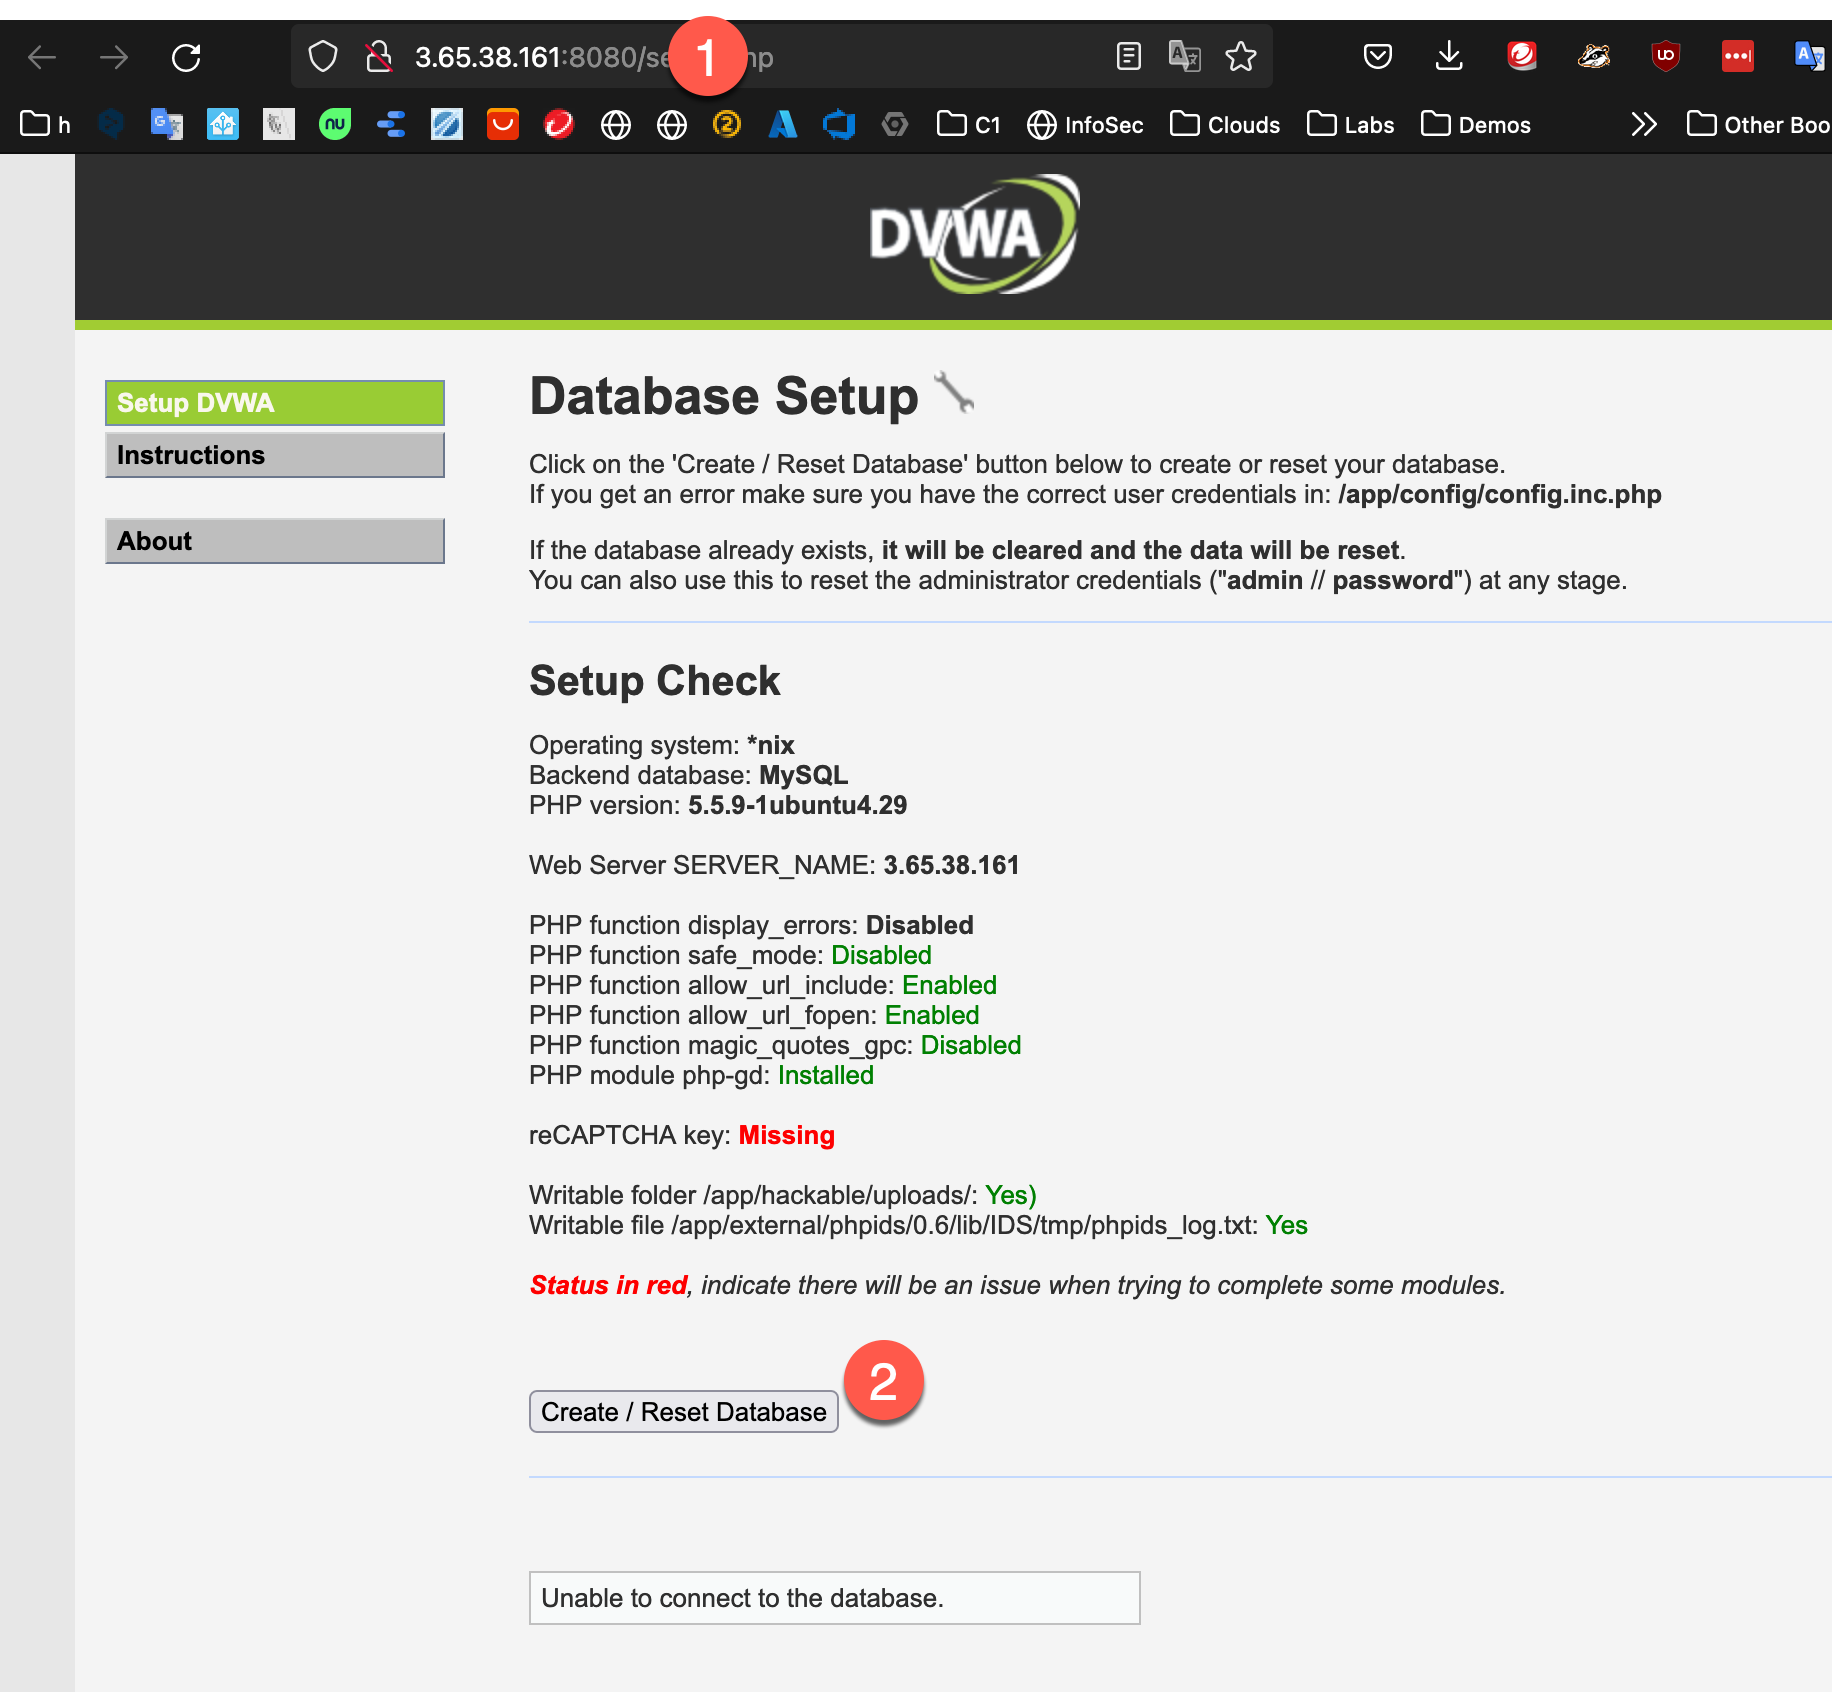 3.65.38.161:8080/se
1
h
nu
2
C1
InfoSec
Clouds
Labs
Demos
Other Boo
DVWA
Setup DVWA
Instructions
About
Database Setup
Click on the 'Create / Reset Database' button below to create or reset your database.
If you get an error make sure you have the correct user credentials in: /app/config/config.inc.php
If the database already exists, it will be cleared and the data will be reset.
You can also use this to reset the administrator credentials ("admin // password") at any stage.
Setup Check
Operating system: *nix
Backend database: MySQL
PHP version: 5.5.9-1ubuntu4.29
Web Server SERVER_NAME: 3.65.38.161
PHP function display_errors: Disabled
PHP function safe_mode: Disabled
PHP function allow_url_include: Enabled
PHP function allow_url_fopen: Enabled
PHP function magic_quotes_gpc: Disabled
PHP module php-gd: Installed
reCAPTCHA key: Missing
Writable folder /app/hackable/uploads/: Yes)
Writable file /app/external/phpids/0.6/lib/IDS/tmp/phpids_log.txt: Yes
Status in red, indicate there will be an issue when trying to complete some modules.
2
Create / Reset Database
Unable to connect to the database.